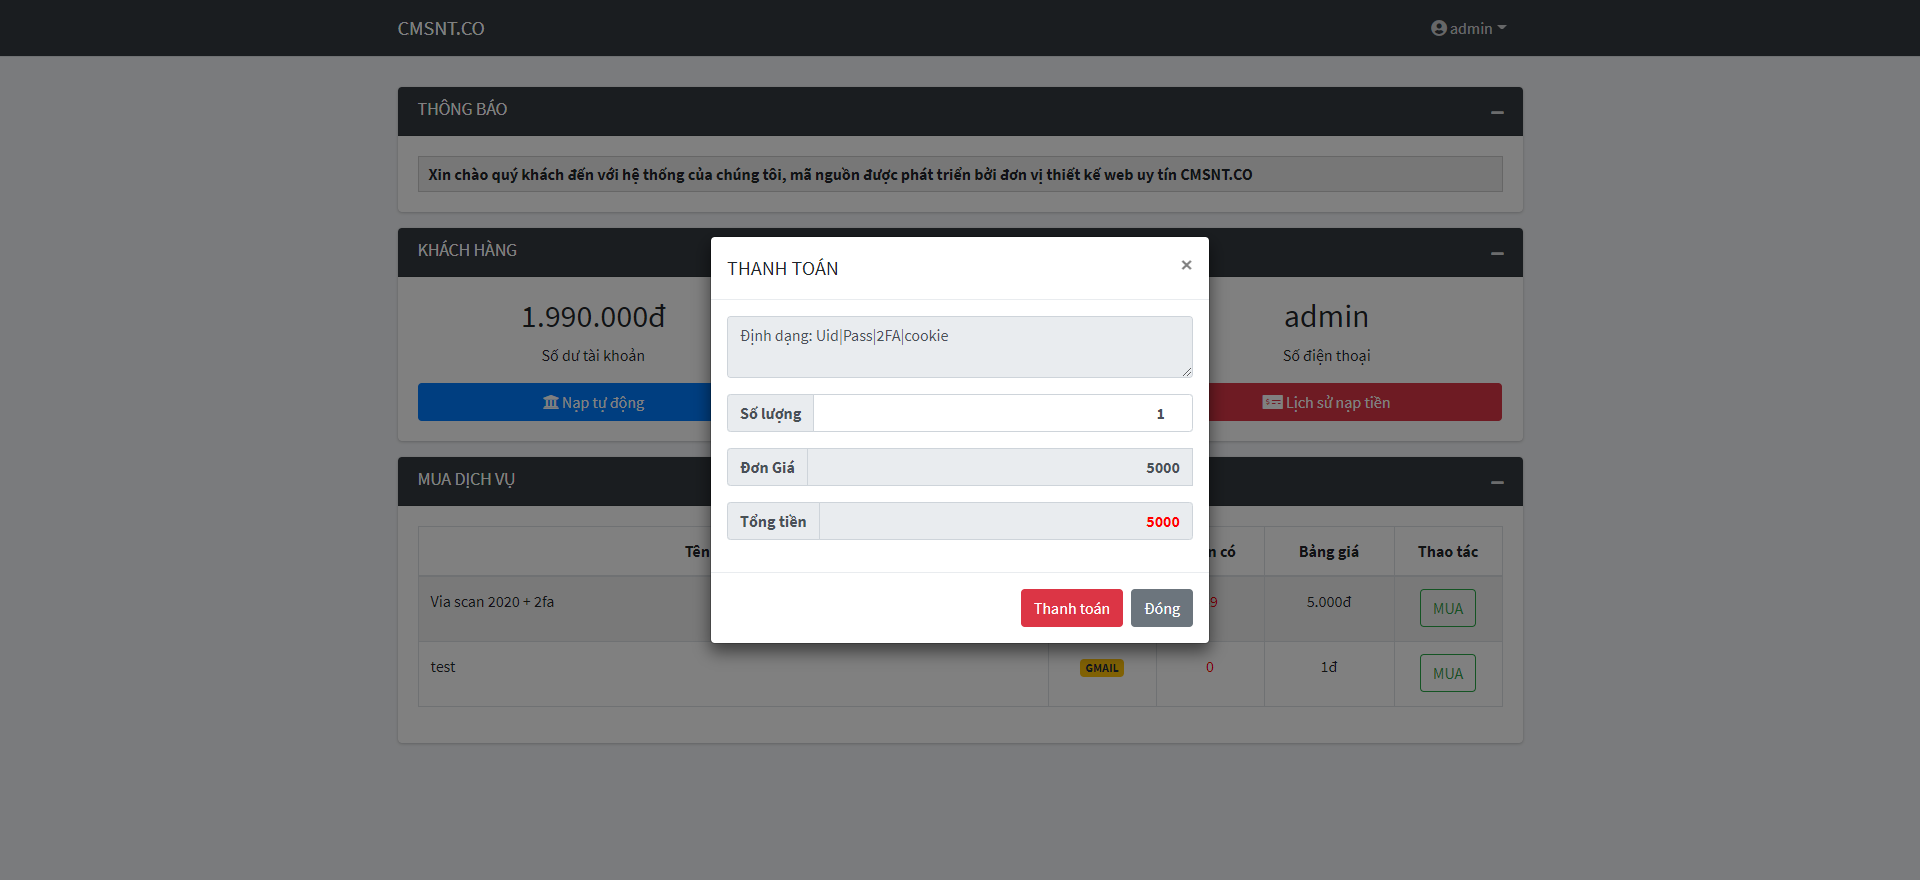 CMSNT.CO
admin
THÔNG BÁO
Xin chào quý khách đến với hệ thống của chúng tôi, mã nguồn được phát triển bởi đơn vị thiết kế web uy tín CMSNT.CO
KHÁCH HÀNG
1.990.000đ
Số dư tài khoản
Nạp tự động
admin
Số điện thoại
Lịch sử nạp tiền
THANH TOÁN
×
Định dạng: Uid|Pass|2FA|cookie
Số lượng 1
Đơn Giá 5000
Tổng tiền 5000
Thanh toán Đóng
MUA DỊCH VỤ
Tên n có Bảng giá Thao tác
Via scan 2020 + 2fa 9 5.000đ MUA
test GMAIL 0 1đ MUA